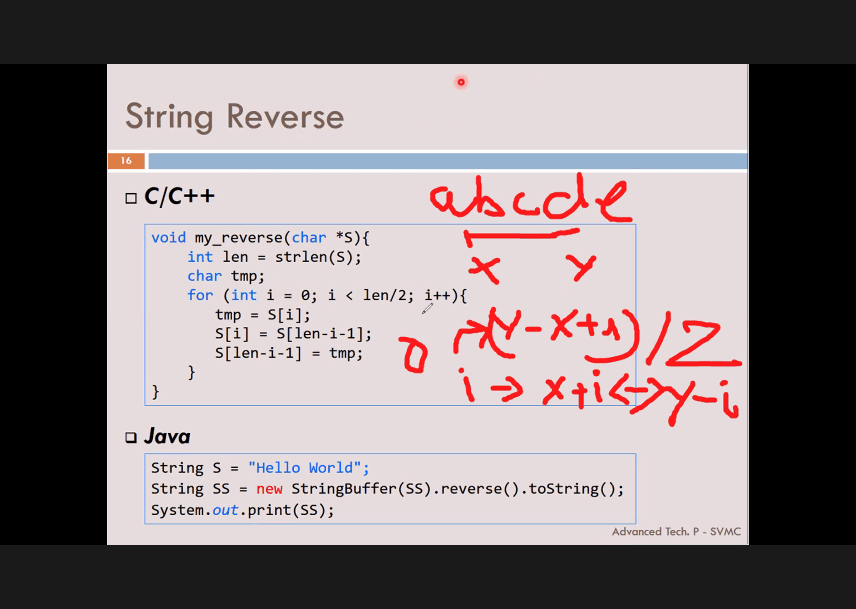 String Reverse
16
C/C++
abcde
void my_reverse(char *S){
int len = strlen(S);
x y
char tmp;
for (int i = 0; i < len/2; i++){
tmp = S[i];
S[i] = S[len-i-1];
0 → (y-x+1)/2
S[len-i-1] = tmp;
}
i → x+i <-> y-i
}
Java
String S = "Hello World";
String SS = new StringBuffer(SS).reverse().toString();
System.out.print(SS);
Advanced Tech. P - SVMC